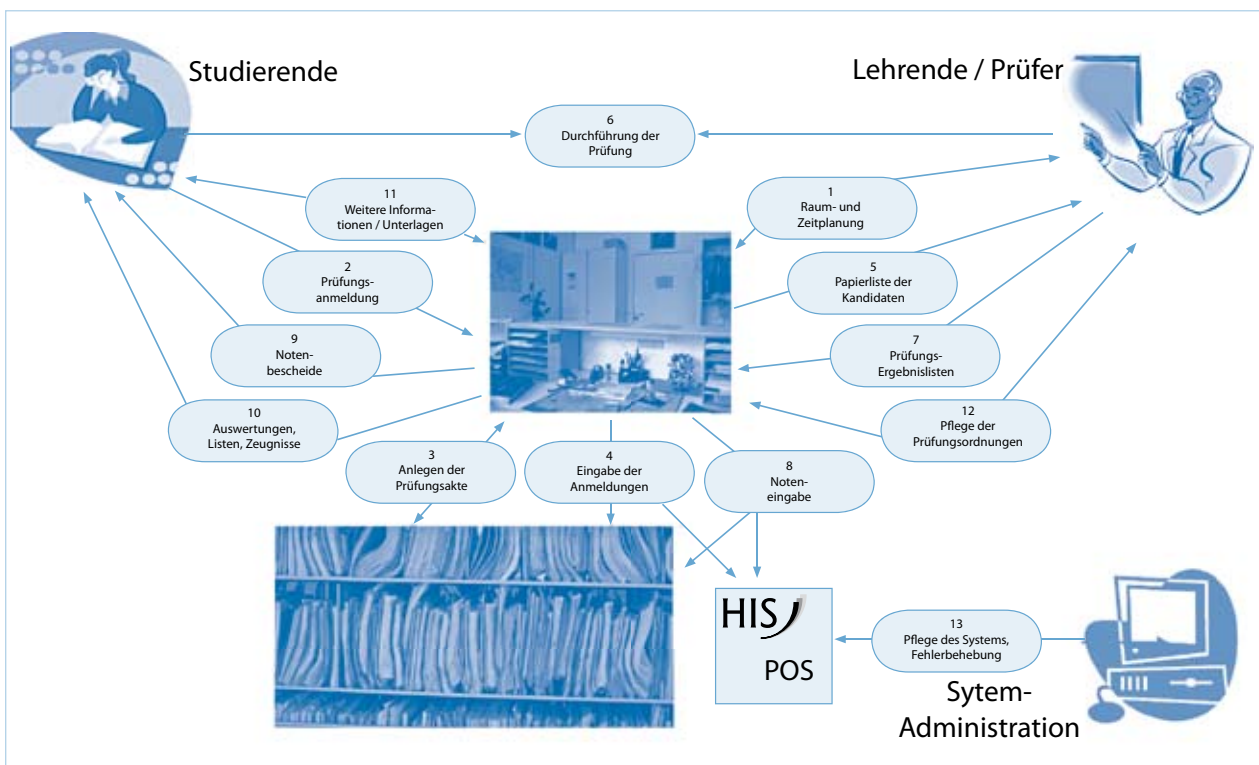 Studierende
Lehrende / Prüfer
6
Durchführung der
Prüfung
11
Weitere Informa-
tionen / Unterlagen
1
Raum- und
Zeitplanung
2
Prüfungs-
anmeldung
5
Papierliste der
Kandidaten
9
Noten-
bescheide
7
Prüfungs-
Ergebnislisten
10
Auswertungen,
Listen, Zeugnisse
12
Pflege der
Prüfungsordnungen
3
Anlegen der
Prüfungsakte
4
Eingabe der
Anmeldungen
8
Noten-
eingabe
HIS
POS
13
Pflege des Systems,
Fehlerbehebung
Sytem-
Administration